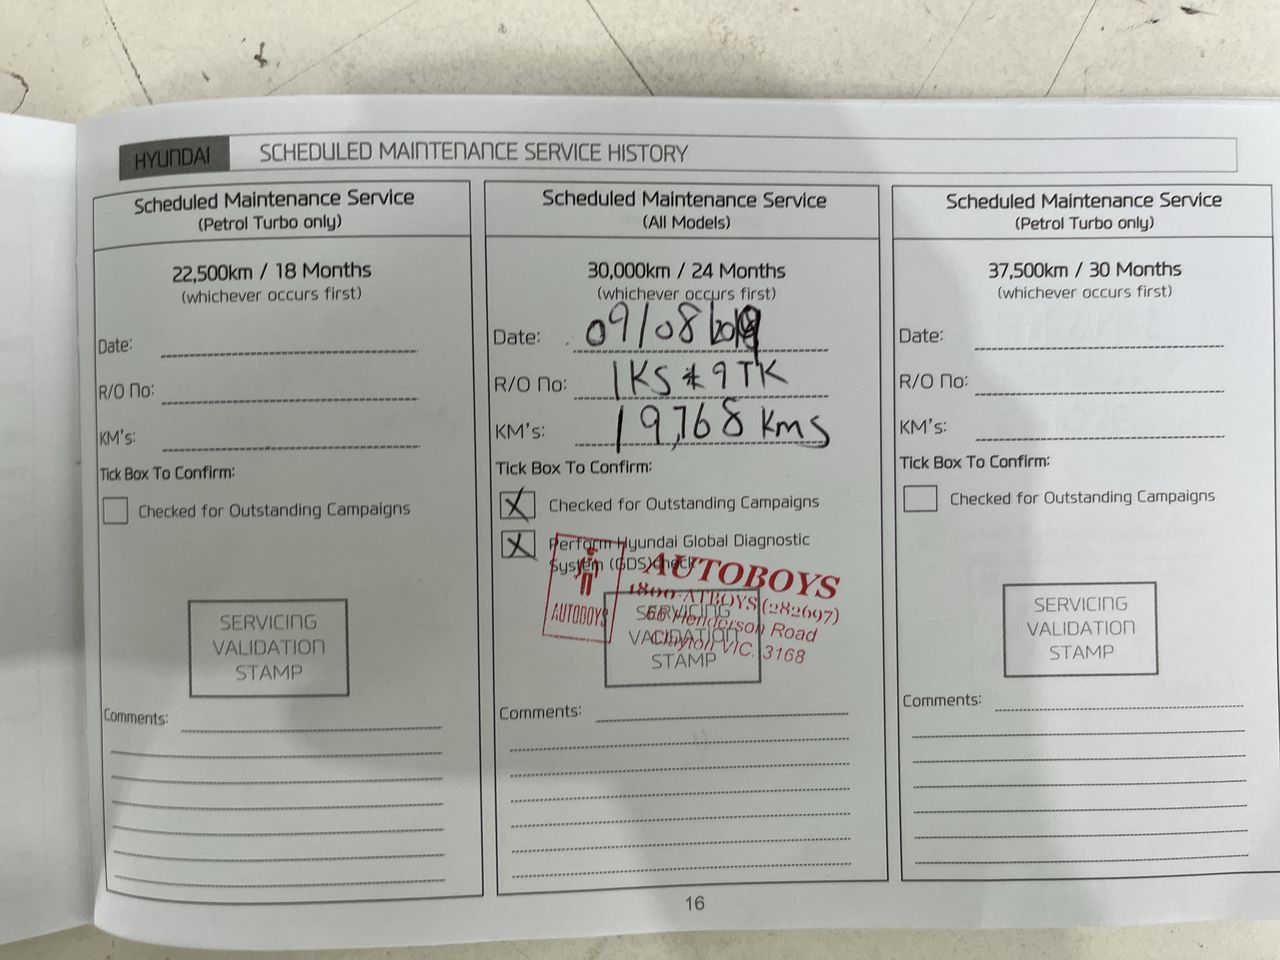 HYUNDAI SCHEDULED MAINTENANCE SERVICE HISTORY
Scheduled Maintenance Service
(Petrol Turbo only)
22,500km / 18 Months
(whichever occurs first)
Date:
R/O No:
KM's:
Tick Box To Confirm:
Checked for Outstanding Campaigns
SERVICING
VALIDATION
STAMP
Comments:
Scheduled Maintenance Service
(All Models)
30,000km / 24 Months
(whichever occurs first)
Date: 09/08/2019
R/O No: 1KS*9TK
KM's: 19,768 kms
Tick Box To Confirm:
X Checked for Outstanding Campaigns
X Perform Hyundai Global Diagnostic
System (GDS)check
AUTOBOYS
AUTOBOYS
1800-ATBOYS (282697)
66 Henderson Road
Clayton VIC. 3168
SERVICING
VALIDATION
STAMP
Comments:
Scheduled Maintenance Service
(Petrol Turbo only)
37,500km / 30 Months
(whichever occurs first)
Date:
R/O No:
KM's:
Tick Box To Confirm:
Checked for Outstanding Campaigns
SERVICING
VALIDATION
STAMP
Comments:
16